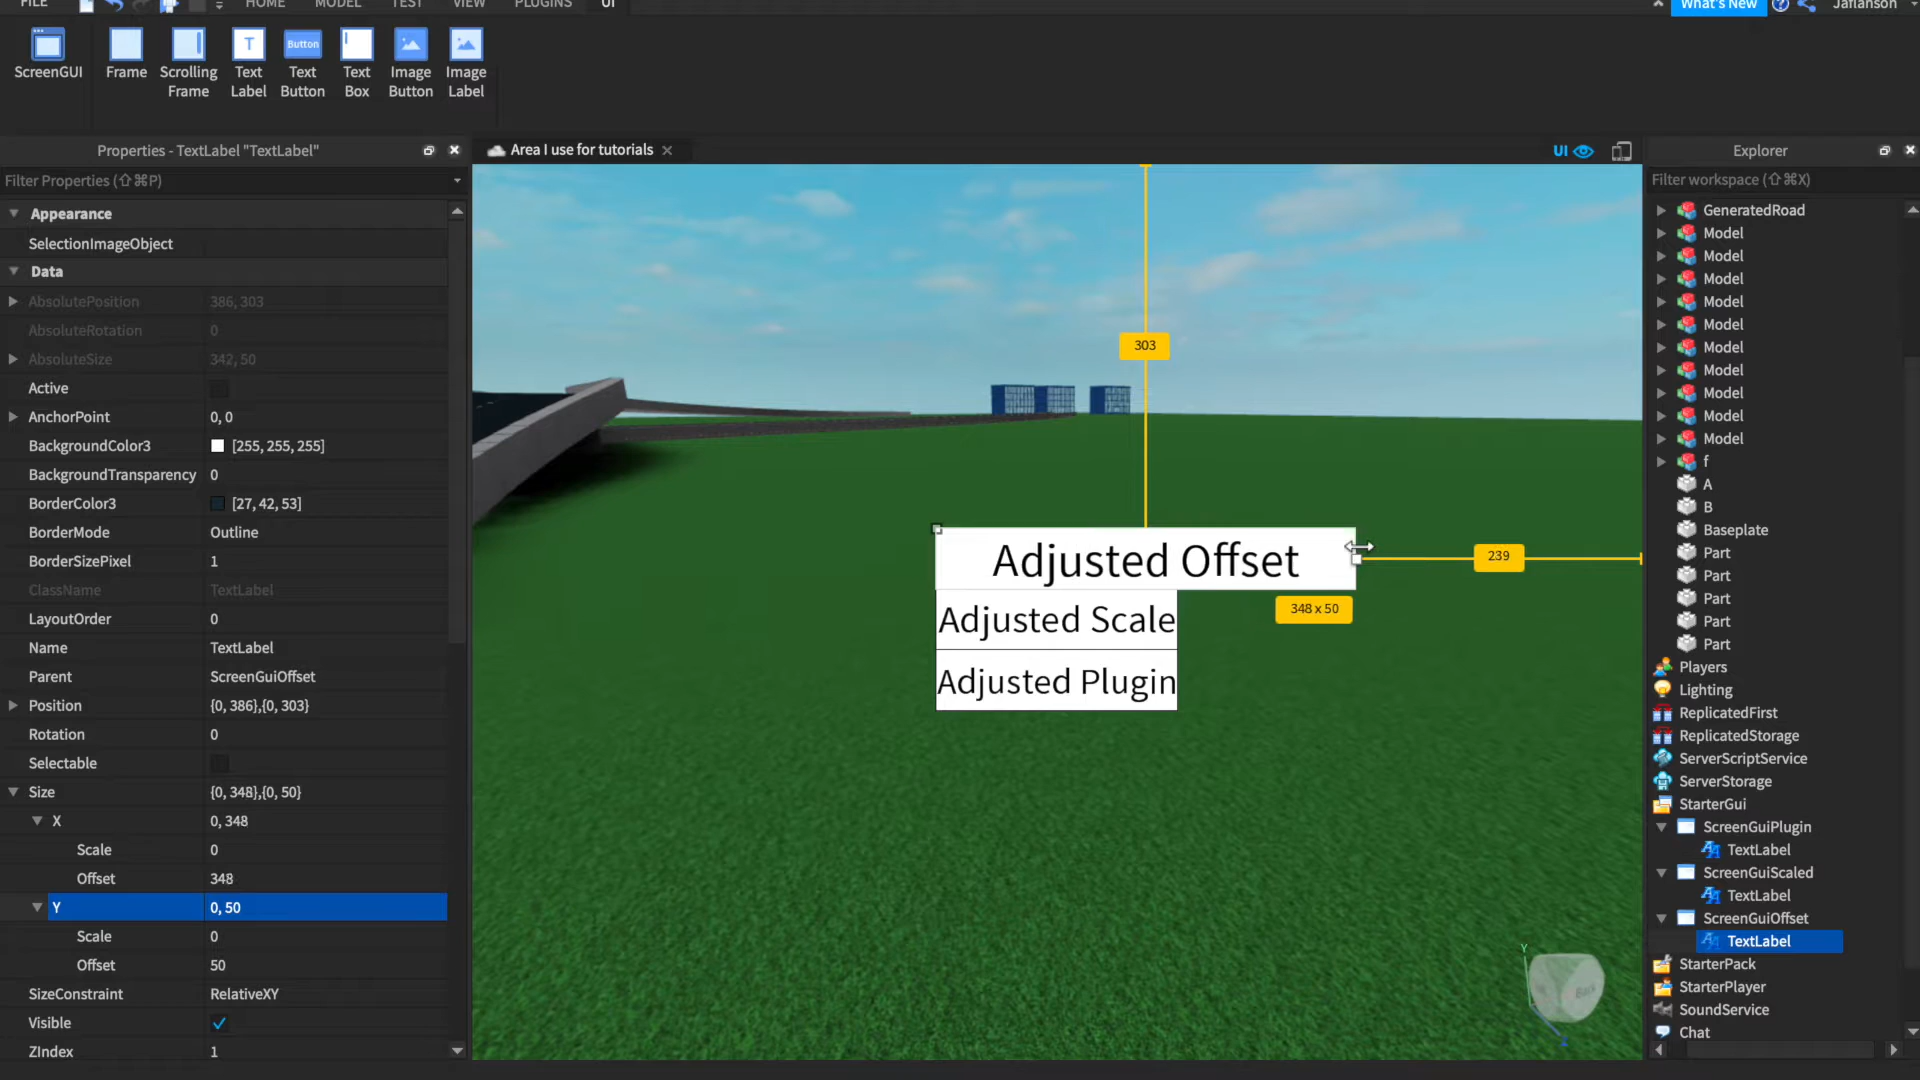 FILE
HOME
MODEL
TEST
VIEW
PLUGINS
UI
What's New
Jaflanson
ScreenGUI
Frame
Scrolling
Frame
Text
Label
Text
Button
Text
Box
Image
Button
Image
Label
Button
T
Properties - TextLabel "TextLabel"
Filter Properties (⇧⌘P)
Appearance
SelectionImageObject
Data
AbsolutePosition 386, 303
AbsoluteRotation 0
AbsoluteSize 342, 50
Active
AnchorPoint 0, 0
BackgroundColor3 [255, 255, 255]
BackgroundTransparency 0
BorderColor3 [27, 42, 53]
BorderMode Outline
BorderSizePixel 1
ClassName TextLabel
LayoutOrder 0
Name TextLabel
Parent ScreenGuiOffset
Position {0, 386},{0, 303}
Rotation 0
Selectable
Size {0, 348},{0, 50}
X 0, 348
Scale 0
Offset 348
Y 0, 50
Scale 0
Offset 50
SizeConstraint RelativeXY
Visible
ZIndex 1
Area I use for tutorials
UI
303
Adjusted Offset
239
348 x 50
Adjusted Scale
Adjusted Plugin
Y
Back
Explorer
Filter workspace (⇧⌘X)
GeneratedRoad
Model
Model
Model
Model
Model
Model
Model
Model
Model
Model
f
A
B
Baseplate
Part
Part
Part
Part
Part
Players
Lighting
ReplicatedFirst
ReplicatedStorage
ServerScriptService
ServerStorage
StarterGui
ScreenGuiPlugin
TextLabel
ScreenGuiScaled
TextLabel
ScreenGuiOffset
TextLabel
StarterPack
StarterPlayer
SoundService
Chat